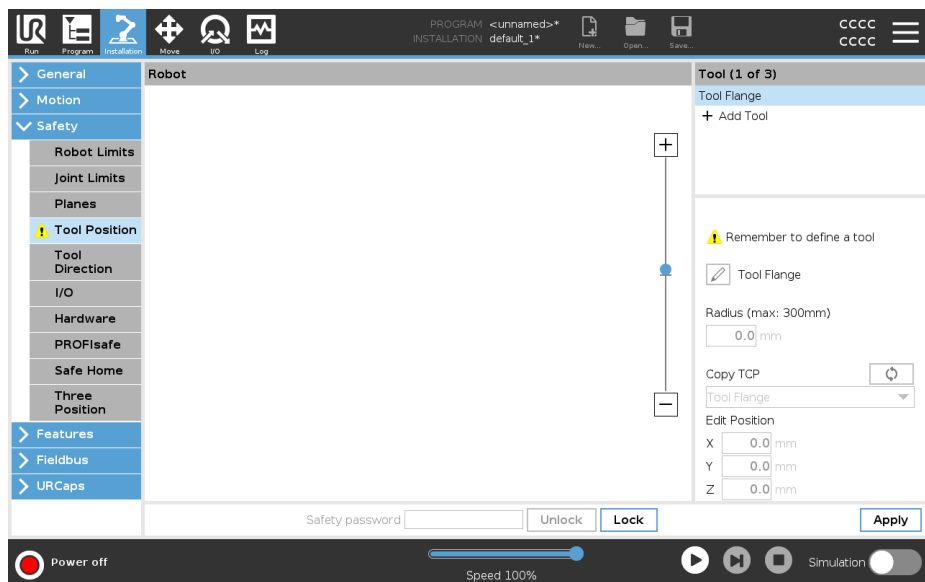 Run
Program
Installation
Move
I/O
Log
PROGRAM <unnamed>*
INSTALLATION default_1*
New...
Open...
Save...
cccc
cccc
General
Motion
Safety
Robot Limits
Joint Limits
Planes
Tool Position
Tool
Direction
I/O
Hardware
PROFIsafe
Safe Home
Three
Position
Features
Fieldbus
URCaps
Robot
Tool (1 of 3)
Tool Flange
+ Add Tool
Remember to define a tool
Tool Flange
Radius (max: 300mm)
0.0 mm
Copy TCP
Tool Flange
Edit Position
X 0.0 mm
Y 0.0 mm
Z 0.0 mm
Safety password
Unlock
Lock
Apply
Power off
Speed 100%
Simulation